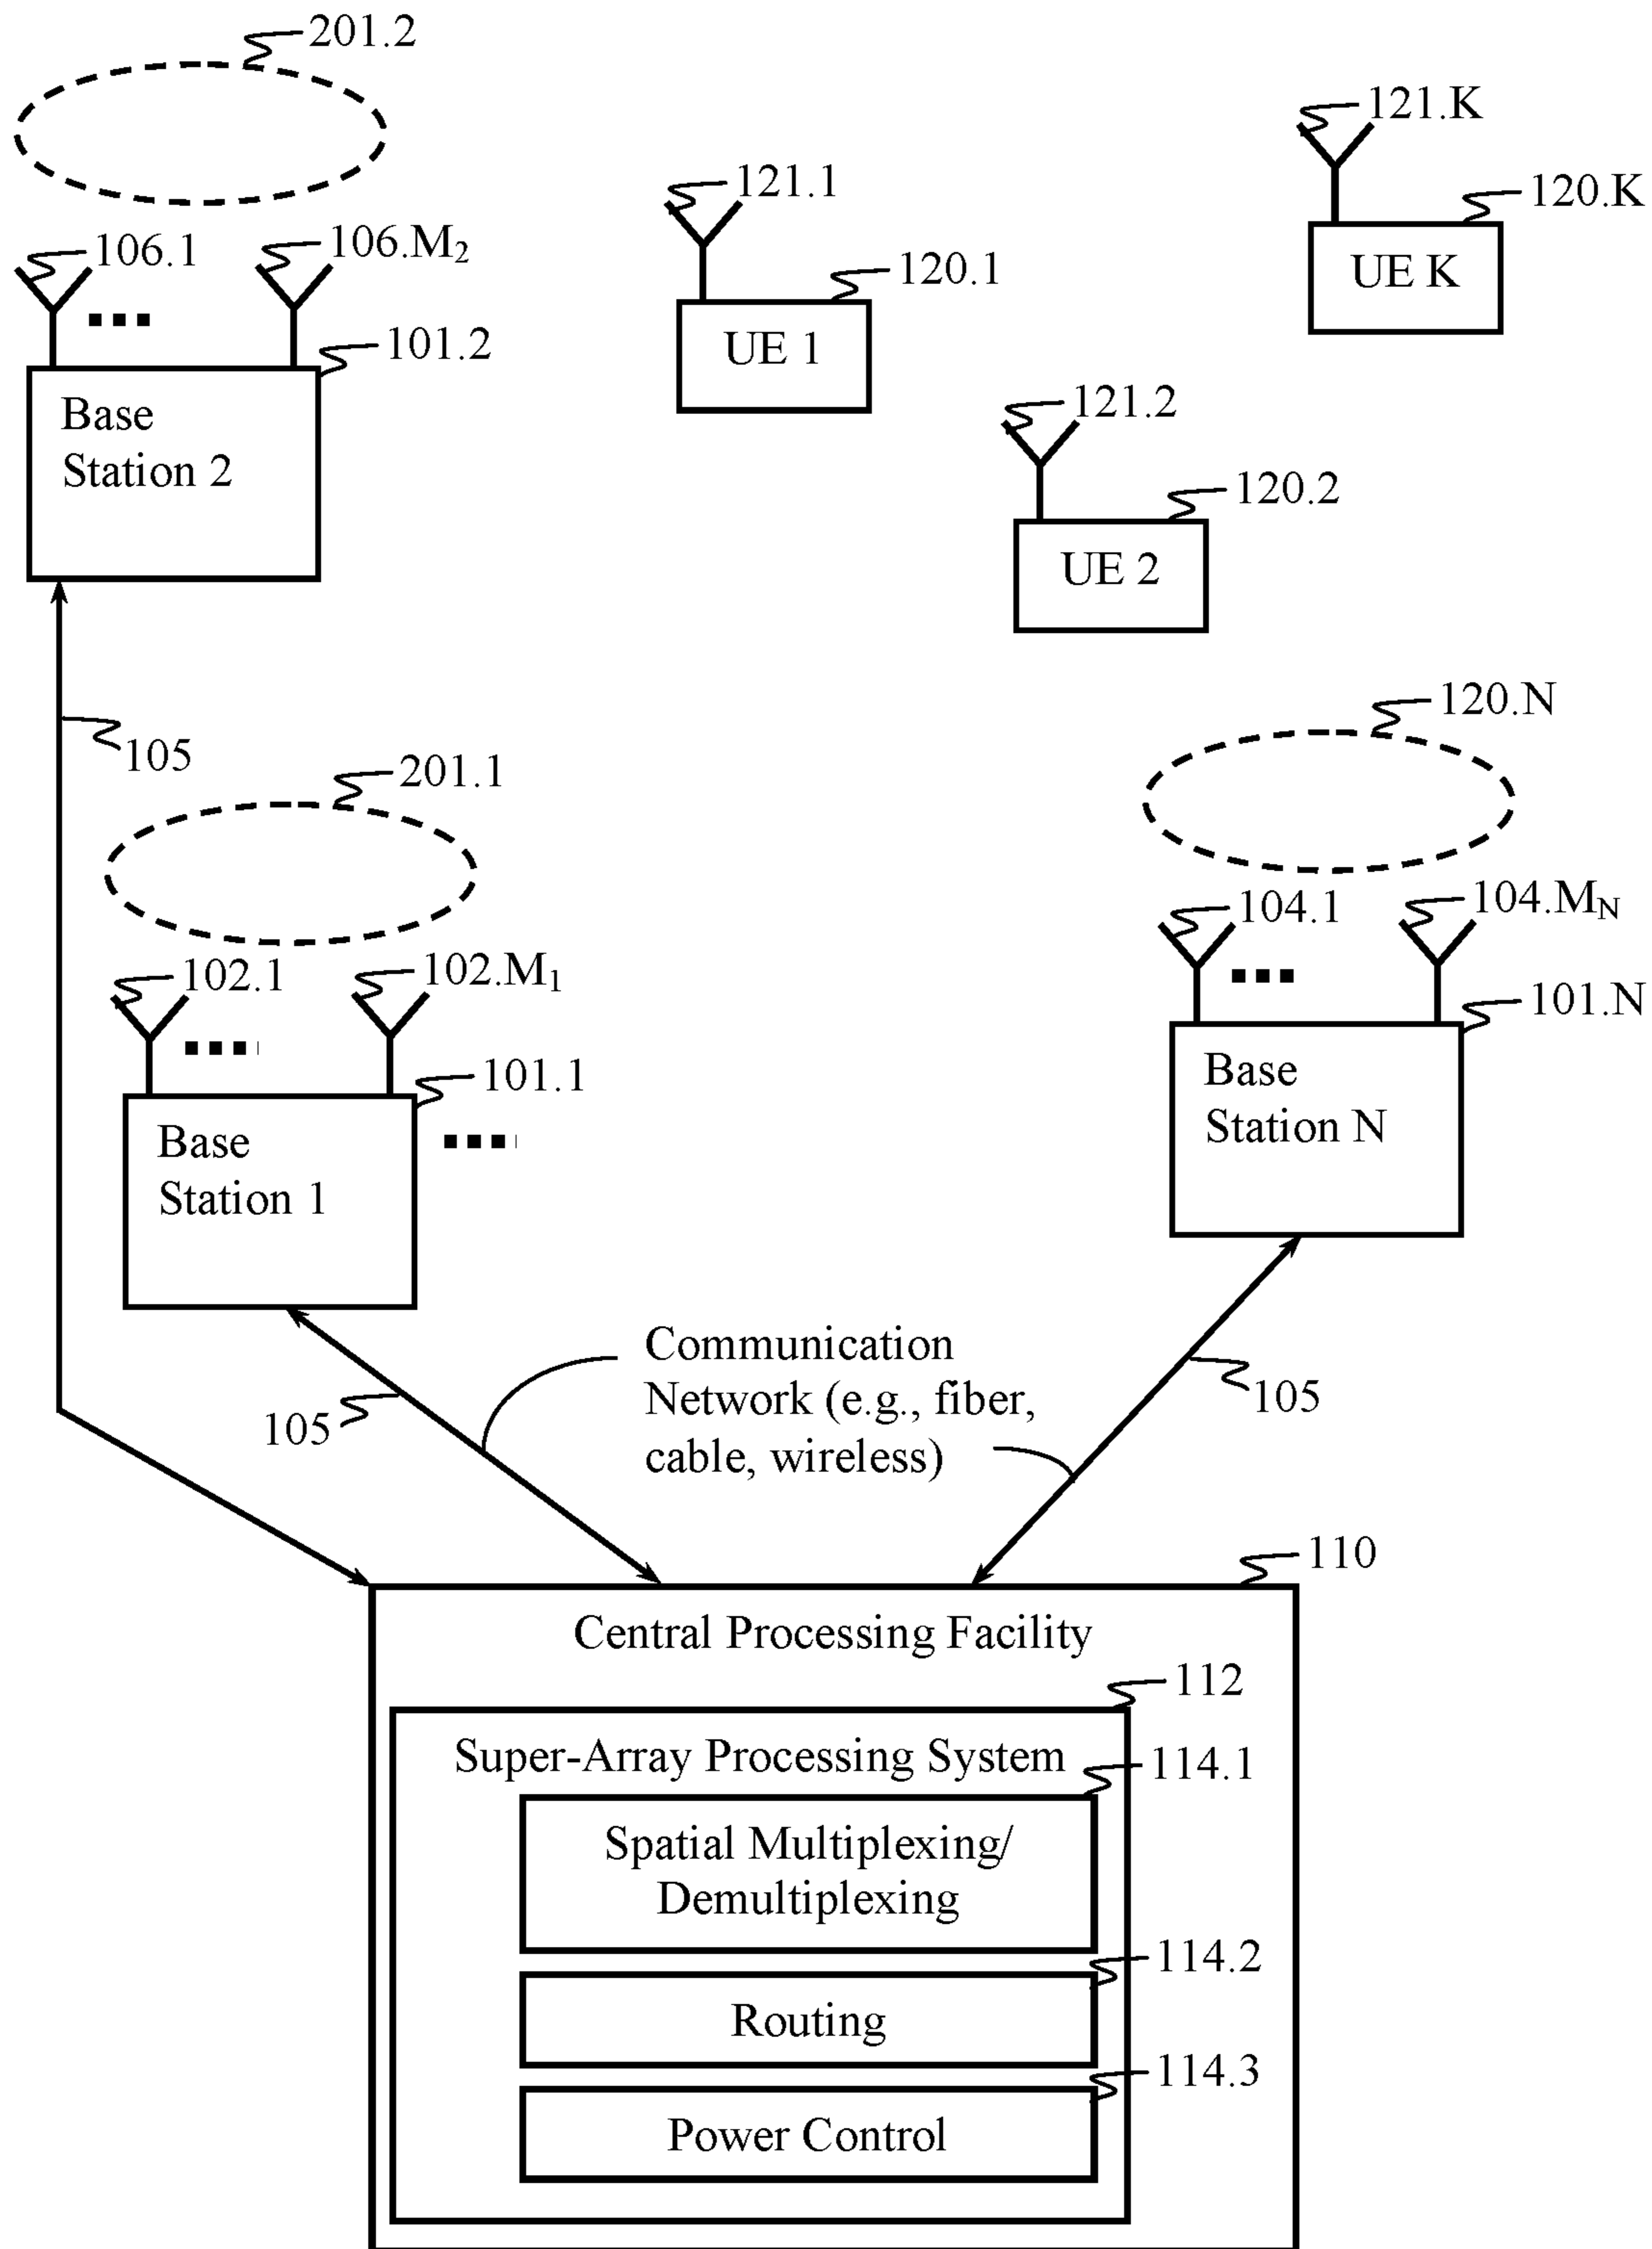 201.2
121.K
121.1
120.K
106.1
106.M₂
UE K
120.1
101.2
UE 1
Base
Station 2
121.2
120.2
UE 2
120.N
105
201.1
104.1
104.Mₙ
102.1
102.M₁
101.N
101.1
Base
Station N
Base
Station 1
Communication
Network (e.g., fiber,
cable, wireless)
105
105
110
Central Processing Facility
112
Super-Array Processing System
114.1
Spatial Multiplexing/
Demultiplexing
114.2
Routing
114.3
Power Control